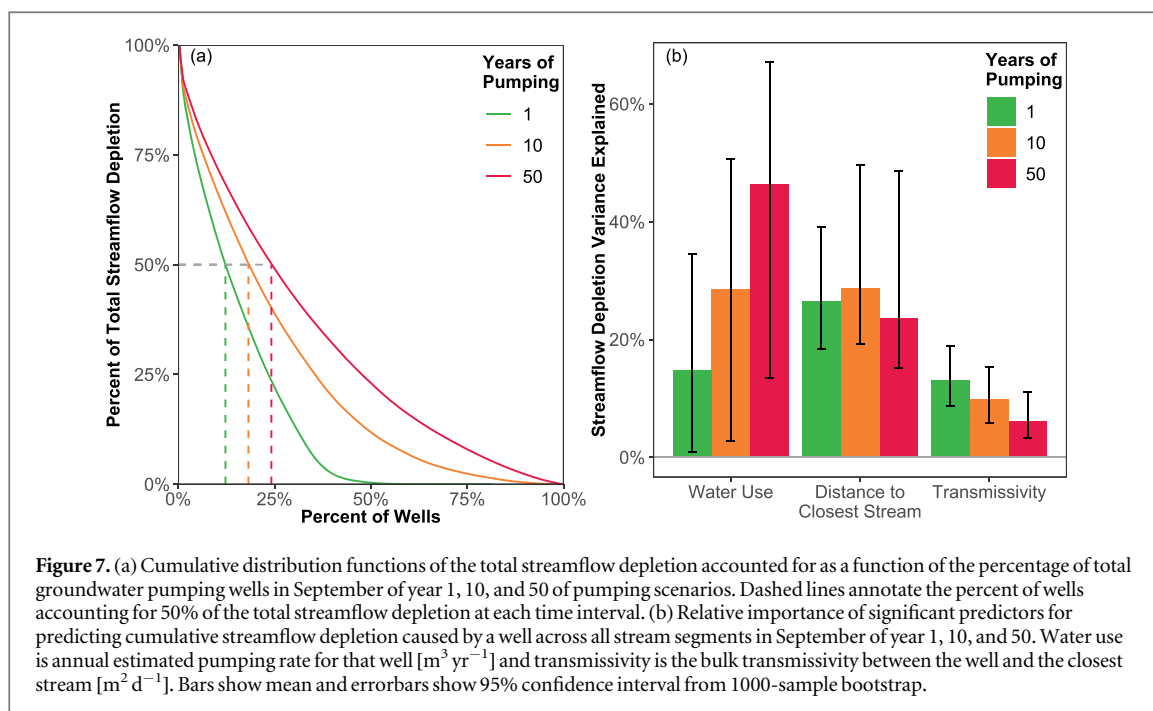 (a)
Years of
Pumping
1
10
50
100%
75%
50%
25%
0%
Percent of Total Streamflow Depletion
0%
25%
50%
75%
100%
Percent of Wells
(b)
Years of
Pumping
1
10
50
60%
40%
20%
0%
Streamflow Depletion Variance Explained
Water Use
Distance to
Closest Stream
Transmissivity
Figure 7. (a) Cumulative distribution functions of the total streamflow depletion accounted for as a function of the percentage of total
groundwater pumping wells in September of year 1, 10, and 50 of pumping scenarios. Dashed lines annotate the percent of wells
accounting for 50% of the total streamflow depletion at each time interval. (b) Relative importance of significant predictors for
predicting cumulative streamflow depletion caused by a well across all stream segments in September of year 1, 10, and 50. Water use
is annual estimated pumping rate for that well [m³ yr⁻¹] and transmissivity is the bulk transmissivity between the well and the closest
stream [m² d⁻¹]. Bars show mean and errorbars show 95% confidence interval from 1000-sample bootstrap.